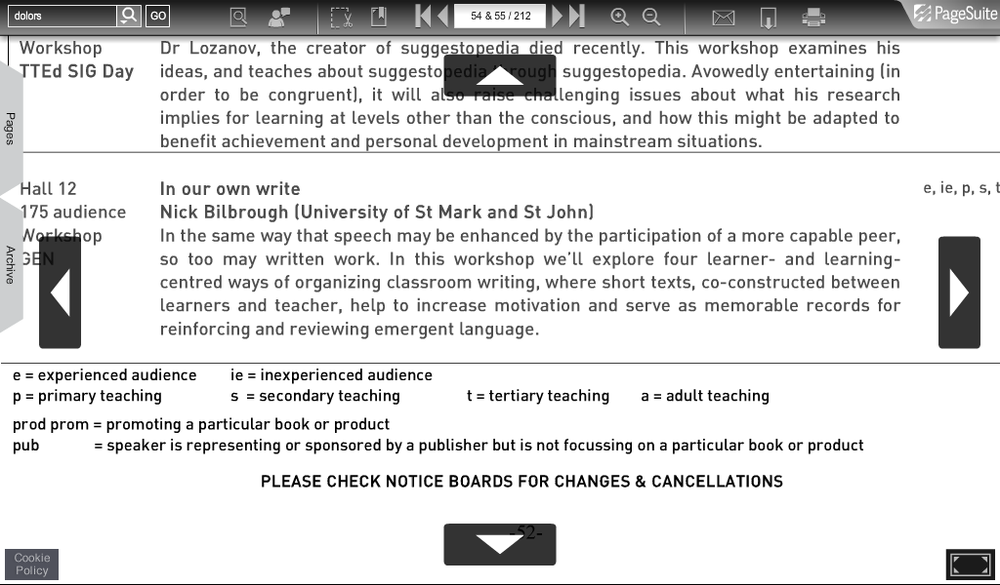 dolors
GO
54 & 55 / 212
PageSuite
Pages
Archive
Workshop
TTEd SIG Day
Dr Lozanov, the creator of suggestopedia died recently. This workshop examines his
ideas, and teaches about suggestopedia through suggestopedia. Avowedly entertaining (in
order to be congruent), it will also raise challenging issues about what his research
implies for learning at levels other than the conscious, and how this might be adapted to
benefit achievement and personal development in mainstream situations.
Hall 12
175 audience
Workshop
GEN
In our own write
Nick Bilbrough (University of St Mark and St John)
In the same way that speech may be enhanced by the participation of a more capable peer,
so too may written work. In this workshop we'll explore four learner- and learning-
centred ways of organizing classroom writing, where short texts, co-constructed between
learners and teacher, help to increase motivation and serve as memorable records for
reinforcing and reviewing emergent language.
e, ie, p, s, t
e = experienced audience ie = inexperienced audience
p = primary teaching s = secondary teaching t = tertiary teaching a = adult teaching
prod prom = promoting a particular book or product
pub = speaker is representing or sponsored by a publisher but is not focussing on a particular book or product
PLEASE CHECK NOTICE BOARDS FOR CHANGES & CANCELLATIONS
-52-
Cookie
Policy